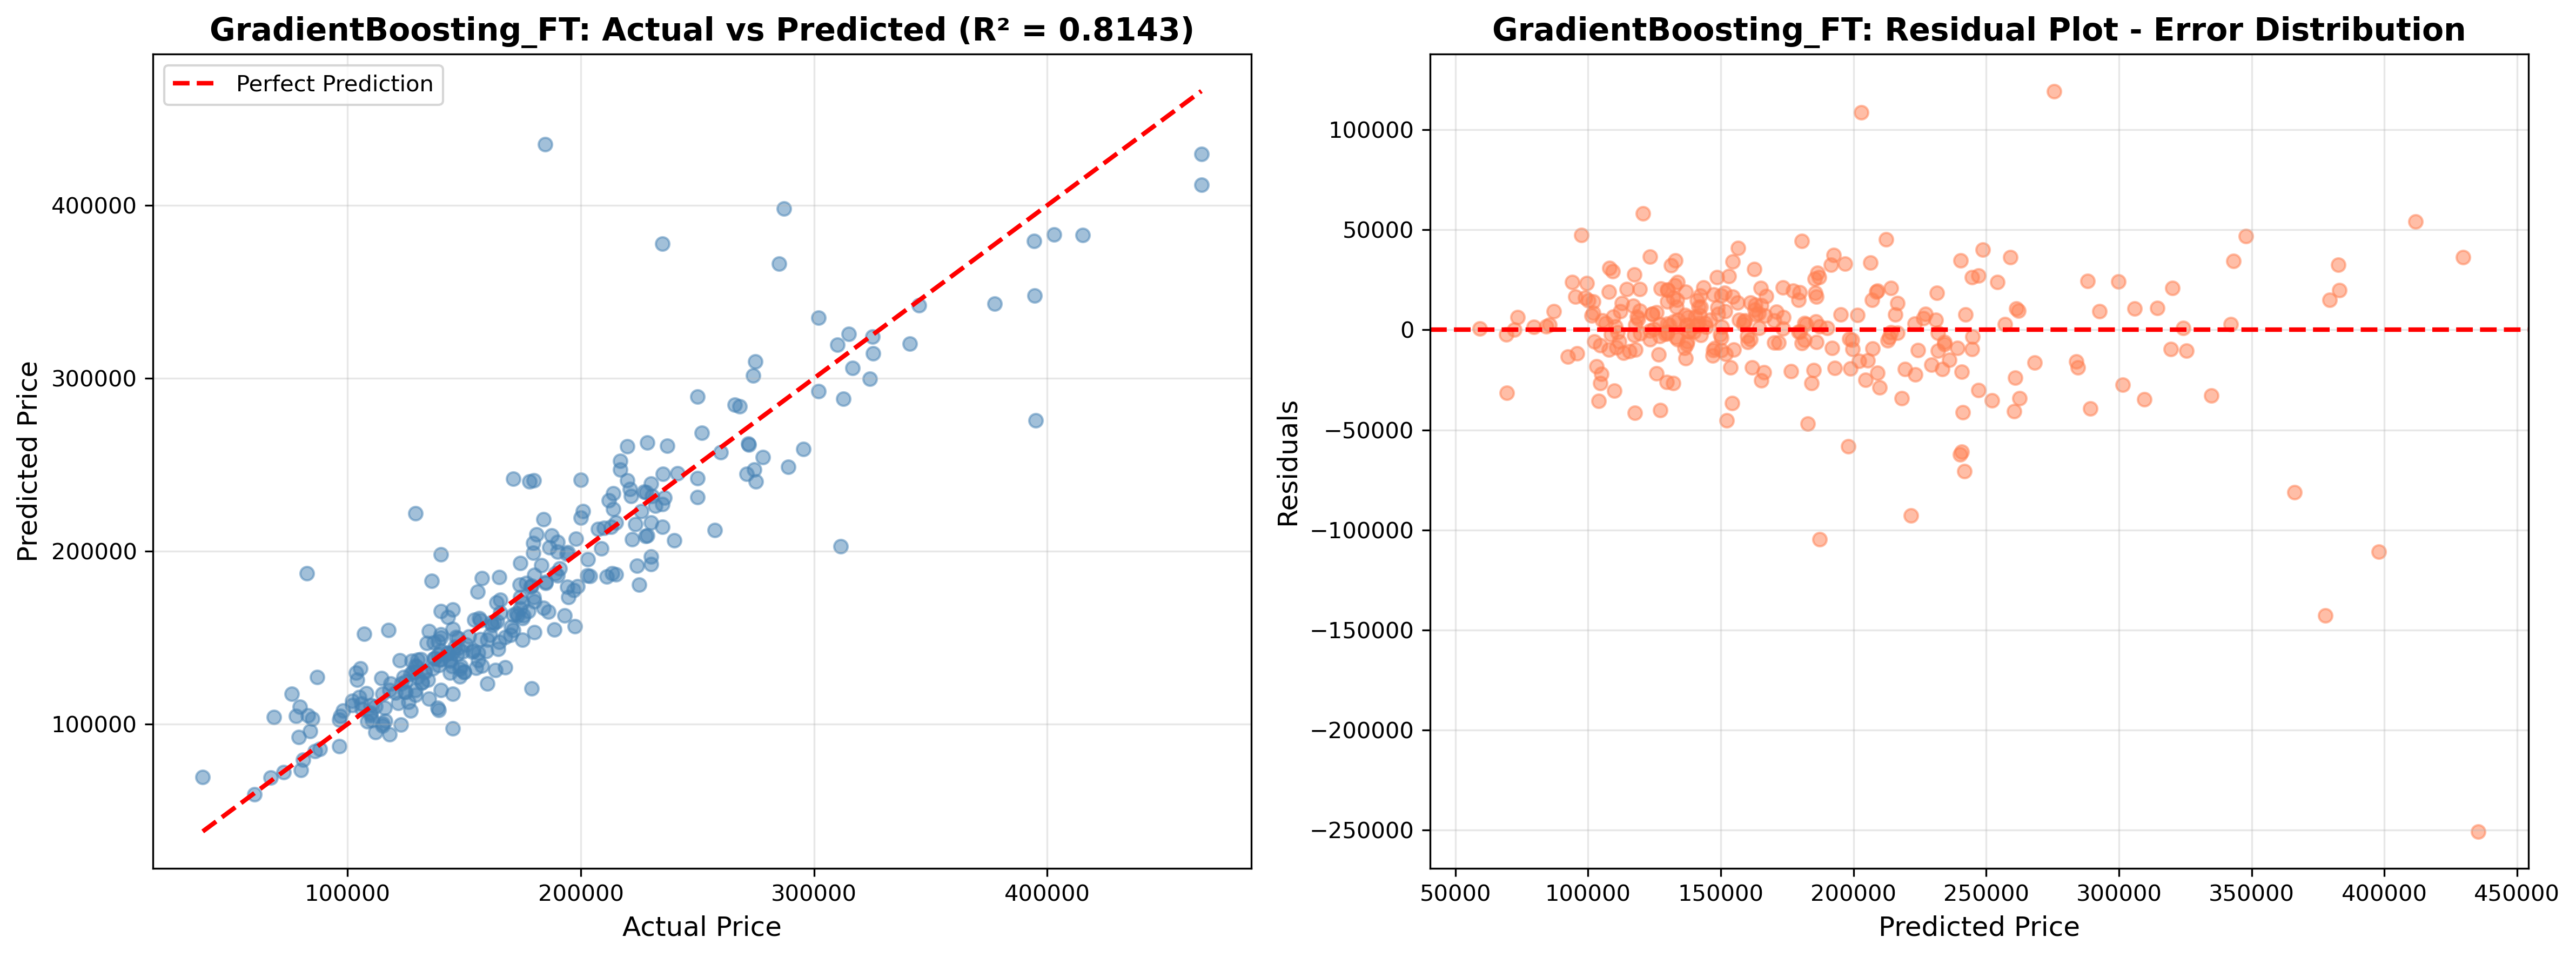 GradientBoosting_FT: Actual vs Predicted (R² = 0.8143)
Perfect Prediction
400000
300000
200000
100000
Predicted Price
100000 200000 300000 400000
Actual Price
GradientBoosting_FT: Residual Plot - Error Distribution
100000
50000
0
−50000
−100000
−150000
−200000
−250000
Residuals
50000 100000 150000 200000 250000 300000 350000 400000 450000
Predicted Price